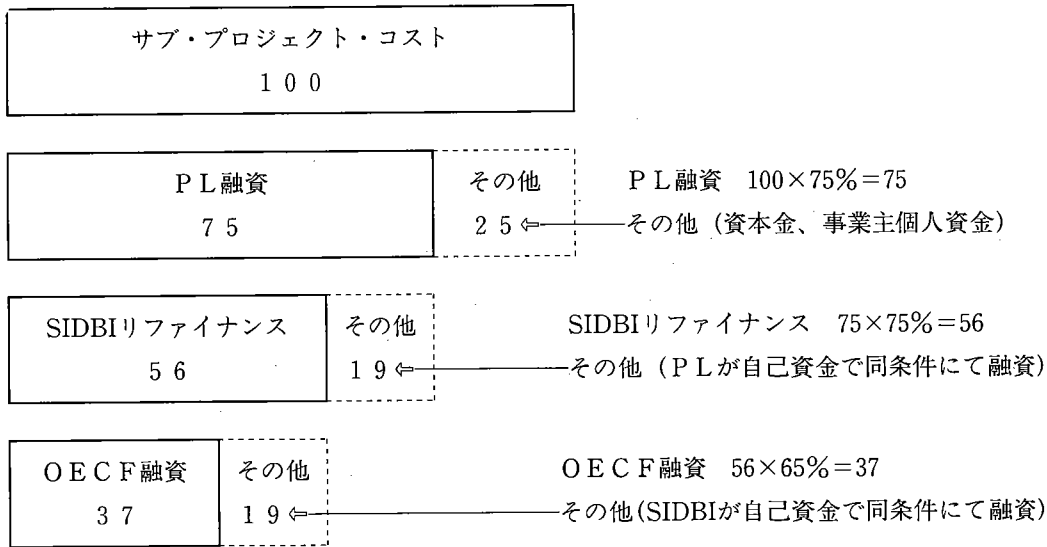 サブ・プロジェクト・コスト
100
PL融資 その他 PL融資 100×75%=75
75 25⇦ その他 (資本金、事業主個人資金)
SIDBIリファイナンス その他 SIDBIリファイナンス 75×75%=56
56 19⇦ その他 (PLが自己資金で同条件にて融資)
OECF融資 その他 OECF融資 56×65%=37
37 19⇦ その他(SIDBIが自己資金で同条件にて融資)